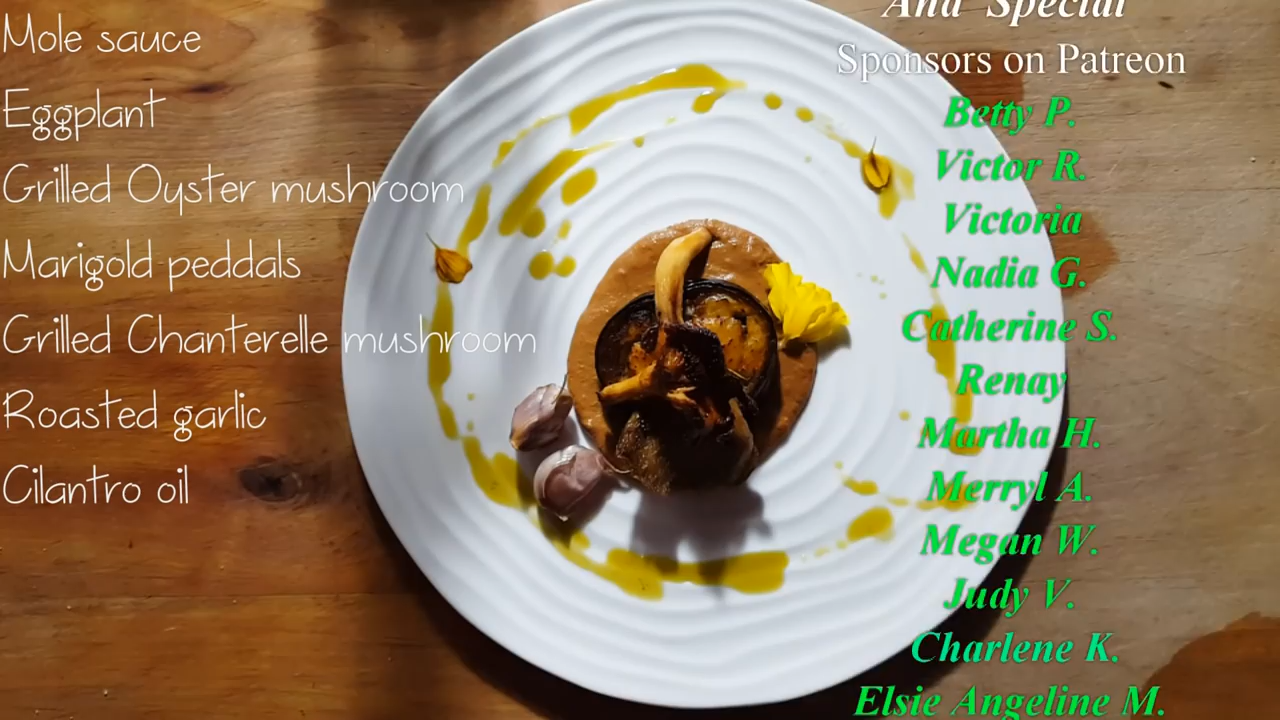 Mole sauce
Eggplant
Grilled Oyster mushroom
Marigold peddals
Grilled Chanterelle mushroom
Roasted garlic
Cilantro oil
And Special
Sponsors on Patreon
Betty P.
Victor R.
Victoria
Nadia G.
Catherine S.
Renay
Martha H.
Merryl A.
Megan W.
Judy V.
Charlene K.
Elsie Angeline M.